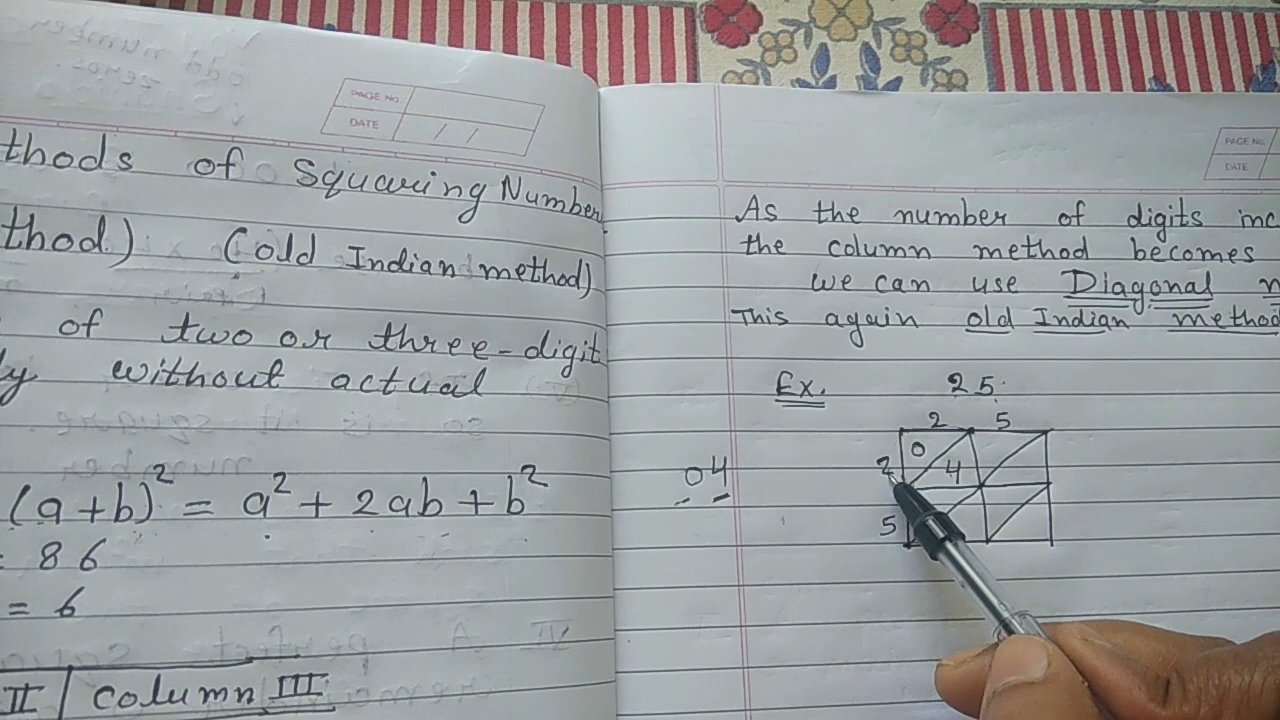 PAGE No.
DATE / /
thods of Squaring Number
thod.) (old Indian method)
of two or three-digit
ly without actual
(a+b)² = a² + 2ab + b²
= 86
= 6
II | column III
PAGE No.
DATE
As the number of digits inc
the column method becomes
we can use Diagonal
This again old Indian method
Ex. 25.
2 5
2 0 4
5
04